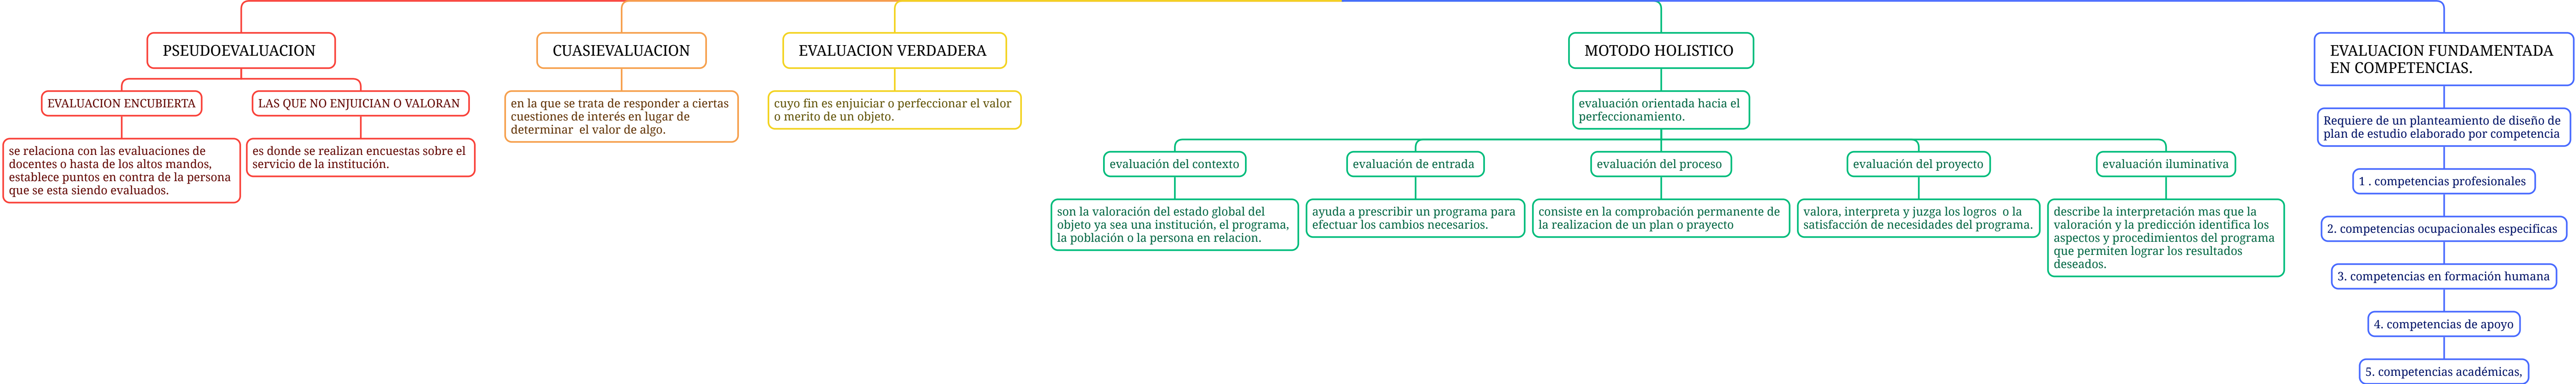 PSEUDOEVALUACION
EVALUACION ENCUBIERTA
se relaciona con las evaluaciones de
docentes o hasta de los altos mandos,
establece puntos en contra de la persona
que se esta siendo evaluados.
LAS QUE NO ENJUICIAN O VALORAN
es donde se realizan encuestas sobre el
servicio de la institución.
CUASIEVALUACION
en la que se trata de responder a ciertas
cuestiones de interés en lugar de
determinar  el valor de algo.
EVALUACION VERDADERA
cuyo fin es enjuiciar o perfeccionar el valor
o merito de un objeto.
MOTODO HOLISTICO
evaluación orientada hacia el
perfeccionamiento.
evaluación del contexto
son la valoración del estado global del
objeto ya sea una institución, el programa,
la población o la persona en relacion.
evaluación de entrada
ayuda a prescribir un programa para
efectuar los cambios necesarios.
evaluación del proceso
consiste en la comprobación permanente de
la realizacion de un plan o prayecto
evaluación del proyecto
valora, interpreta y juzga los logros  o la
satisfacción de necesidades del programa.
evaluación iluminativa
describe la interpretación mas que la
valoración y la predicción identifica los
aspectos y procedimientos del programa
que permiten lograr los resultados
deseados.
EVALUACION FUNDAMENTADA
EN COMPETENCIAS.
Requiere de un planteamiento de diseño de
plan de estudio elaborado por competencia
1 . competencias profesionales
2. competencias ocupacionales especificas
3. competencias en formación humana
4. competencias de apoyo
5. competencias académicas,